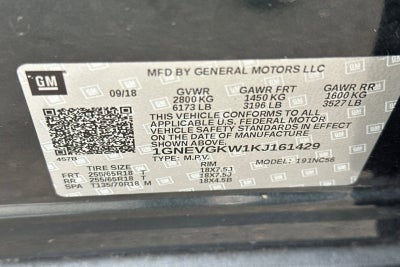 GM
MFD BY GENERAL MOTORS LLC
09/18 GVWR GAWR FRT GAWR RR
2800 KG 1450 KG 1600 KG
6173 LB 3196 LB 3527 LB
THIS VEHICLE CONFORMS TO ALL
APPLICABLE U.S. FEDERAL MOTOR
VEHICLE SAFETY STANDARDS IN
EFFECT ON THE DATE OF
MANUFACTURE SHOWN ABOVE.
1GNEVGKW1KJ161429
457B TYPE: M.P.V. MODEL: 191NC56
TIRE SIZE RIM
FRT 255/65R18 T 18X7.5J
RR 255/65R18 T 18X7.5J
SPA T135/70R18 M 18X4.5B